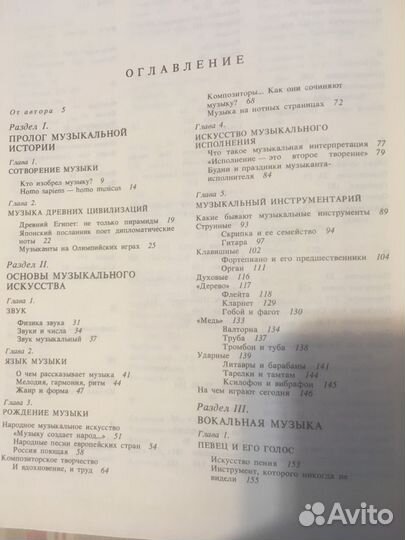 ОГЛАВЛЕНИЕ
От автора 5
Раздел I.
ПРОЛОГ МУЗЫКАЛЬНОЙ
ИСТОРИИ
Глава 1.
СОТВОРЕНИЕ МУЗЫКИ
Кто изобрел музыку? 9
Homo sapiens — homo musicus 14
Глава 2.
МУЗЫКА ДРЕВНИХ ЦИВИЛИЗАЦИЙ
Древний Египет: не только пирамиды 19
Японский посланник поет дипломатические
ноты 22
Музыканты на Олимпийских играх 25
Раздел II.
ОСНОВЫ МУЗЫКАЛЬНОГО
ИСКУССТВА
Глава 1.
ЗВУК
Физика звука 31
Звуки и числа 34
Звук музыкальный 37
Глава 2.
ЯЗЫК МУЗЫКИ
О чем рассказывает музыка 41
Мелодия, гармония, ритм 44
Жанр и форма 47
Глава 3.
РОЖДЕНИЕ МУЗЫКИ
Народное музыкальное искусство
«Музыку создает народ...» 51
Народные песни европейских стран 54
Россия поющая 58
Композиторское творчество
И вдохновение, и труд 64
Композиторы... Как они сочиняют
музыку? 68
Музыка на нотных страницах 72
Глава 4.
ИСКУССТВО МУЗЫКАЛЬНОГО
ИСПОЛНЕНИЯ
Что такое музыкальная интерпретация 77
«Исполнение — это второе творение» 79
Будни и праздники музыканта-
исполнителя 84
Глава 5.
МУЗЫКАЛЬНЫЙ ИНСТРУМЕНТАРИЙ
Какие бывают музыкальные инструменты 89
Струнные 93
Скрипка и ее семейство 94
Гитара 97
Клавишные 102
Фортепиано и его предшественники 104
Орган 111
Духовые 116
«Дерево» 117
Флейта 118
Кларнет 129
Гобой и фагот 130
«Медь» 133
Валторна 134
Труба 137
Тромбон и туба 138
Ударные 139
Литавры и барабаны 141
Тарелки и тамтам 144
Ксилофон и вибрафон 145
На чем играют сегодня 146
Раздел III.
ВОКАЛЬНАЯ МУЗЫКА
Глава 1.
ПЕВЕЦ И ЕГО ГОЛОС
Искусство пения 153
Инструмент, которого никогда не
видели 155
Avito